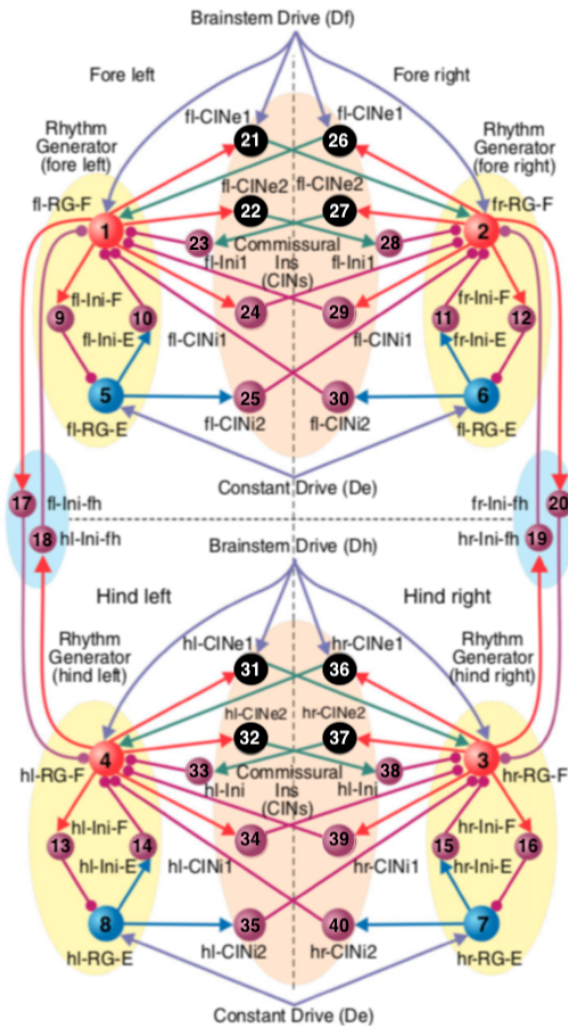 Brainstem Drive (Df)
Fore left
Fore right
fl-CINe1
fl-CINe1
Rhythm
Generator
(fore left)
Rhythm
Generator
(fore right)
21
26
fl-CINe2
fl-CINe2
fl-RG-F
fr-RG-F
22
27
1
2
23
28
Commissural
Ins
(CINs)
fl-Ini1
fl-Ini1
fl-Ini-F
fr-Ini-F
24
29
9
10
11
12
fl-Ini-E
fl-CINi1
fl-CINi1
fr-Ini-E
5
25
30
6
fl-RG-E
fl-CINi2
fl-CINi2
fl-RG-E
Constant Drive (De)
17
fl-Ini-fh
fr-Ini-fh
20
18
hl-Ini-fh
hr-Ini-fh
19
Brainstem Drive (Dh)
Hind left
Hind right
hl-CINe1
hr-CINe1
Rhythm
Generator
(hind left)
Rhythm
Generator
(hind right)
31
36
hl-CINe2
hr-CINe2
32
37
4
3
33
38
hl-RG-F
hr-RG-F
Commissural
Ins
(CINs)
hl-Ini
hl-Ini
hl-Ini-F
hr-Ini-F
34
39
13
14
15
16
hl-Ini-E
hl-CINi1
hr-CINi1
hr-Ini-E
8
35
40
7
hl-RG-E
hl-CINi2
hr-CINi2
hr-RG-E
Constant Drive (De)